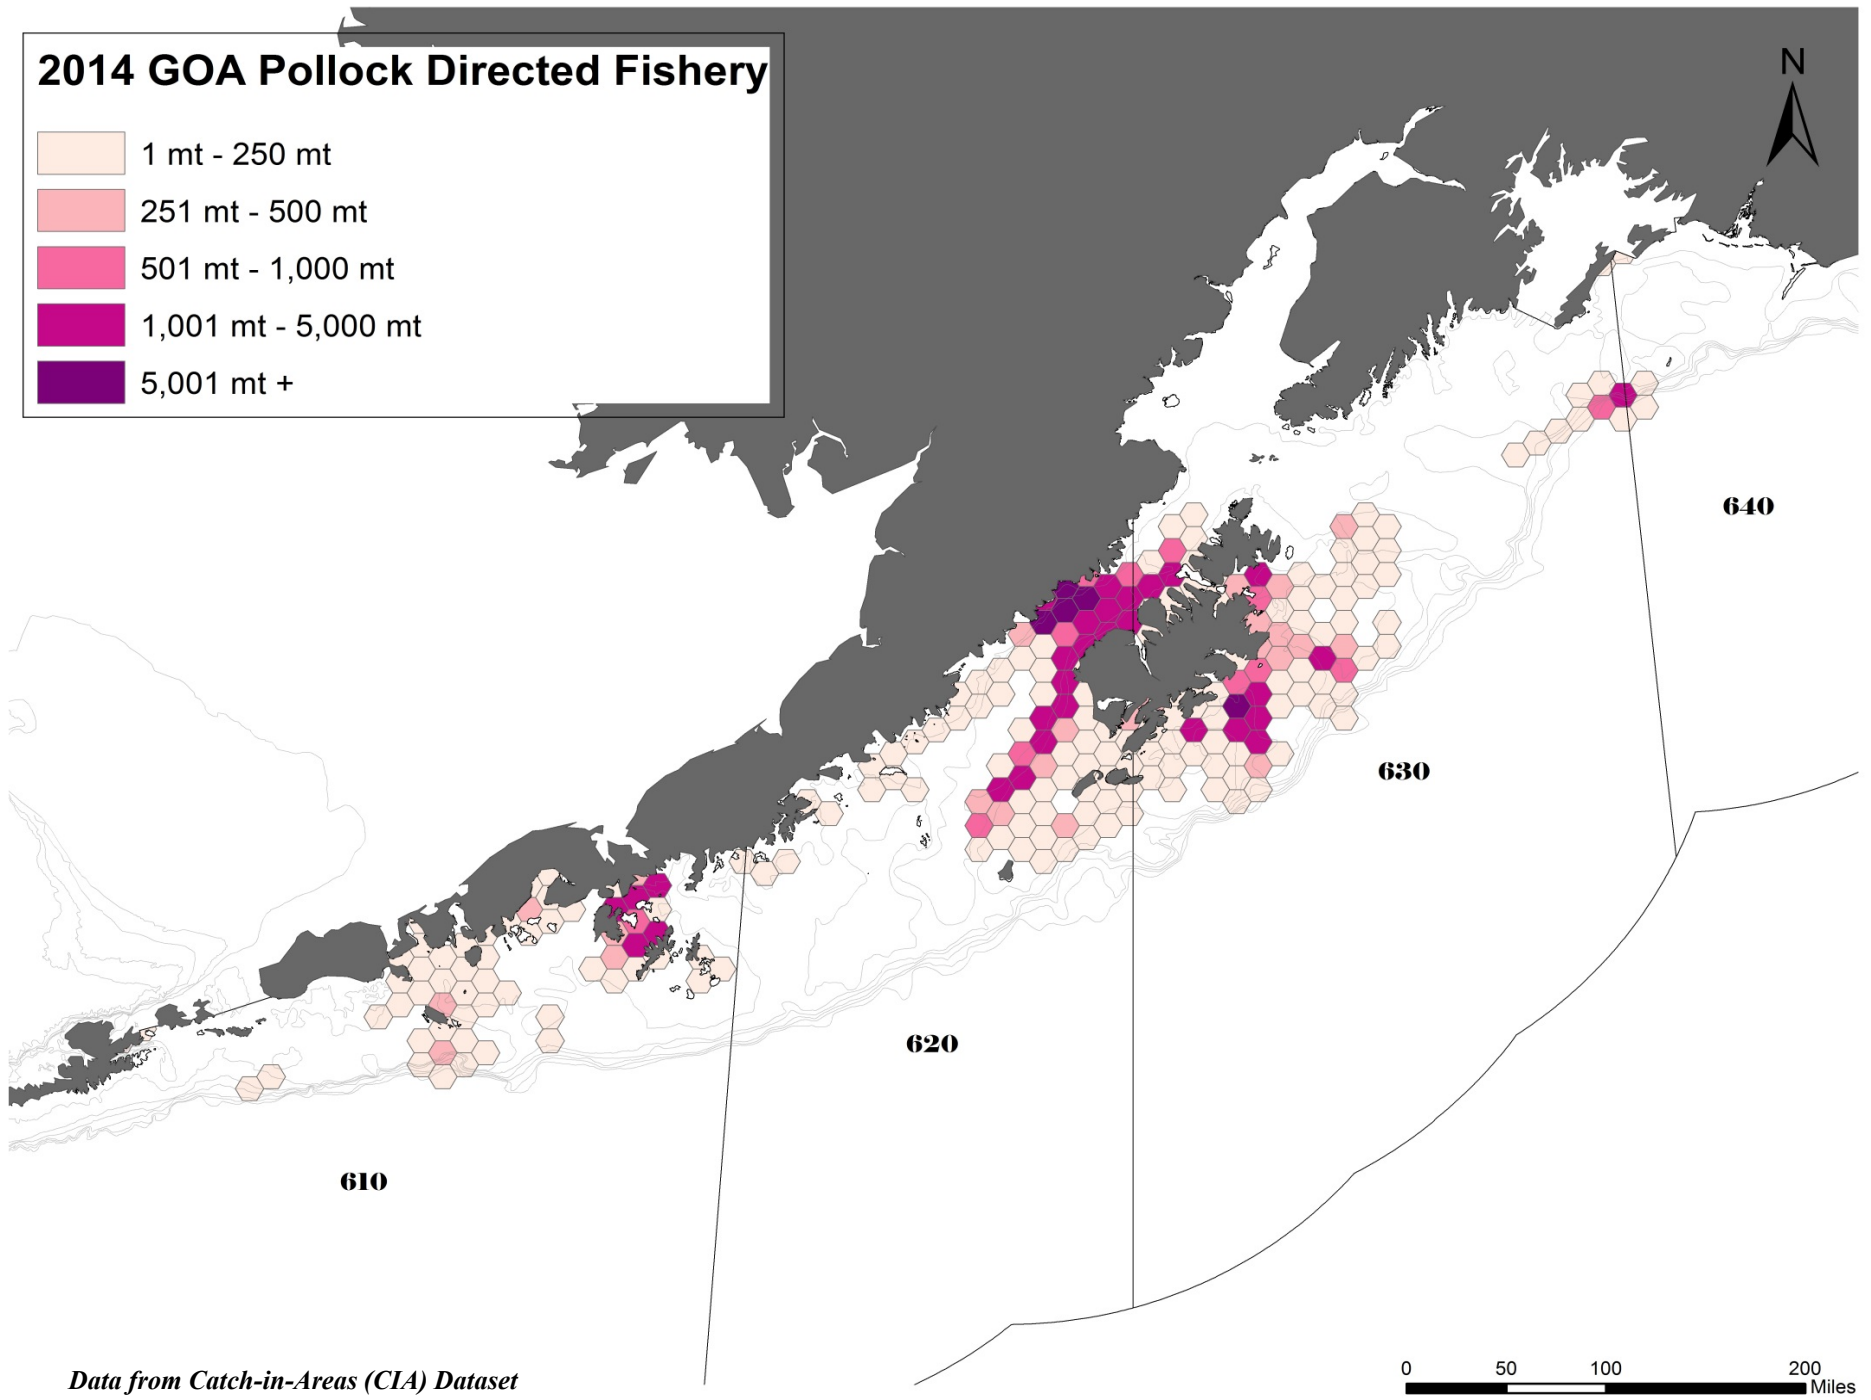 2014 GOA Pollock Directed Fishery
1 mt - 250 mt
251 mt - 500 mt
501 mt - 1,000 mt
1,001 mt - 5,000 mt
5,001 mt +
N
640
630
620
610
Data from Catch-in-Areas (CIA) Dataset
0 50 100 200
Miles